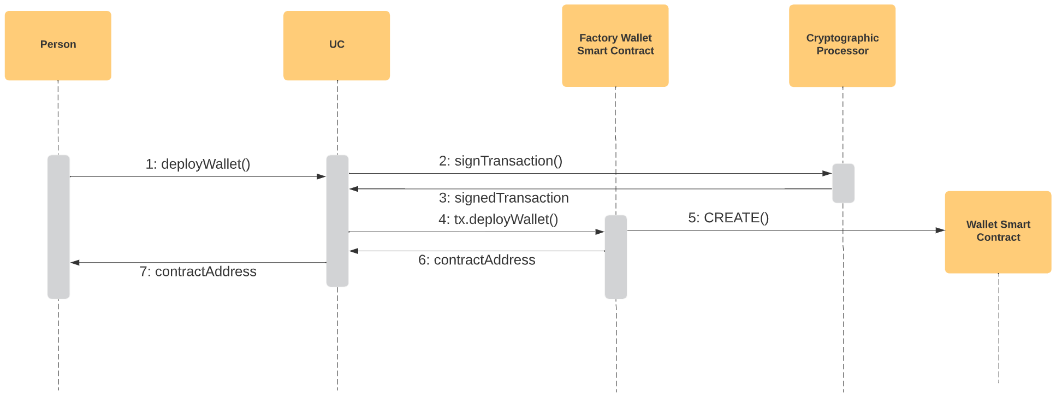 Person
UC
Factory Wallet
Smart Contract
Cryptographic
Processor
1: deployWallet()
2: signTransaction()
3: signedTransaction
4: tx.deployWallet()
5: CREATE()
Wallet Smart
Contract
6: contractAddress
7: contractAddress